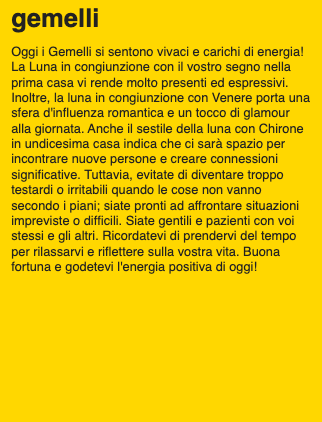 gemelli
Oggi i Gemelli si sentono vivaci e carichi di energia!
La Luna in congiunzione con il vostro segno nella
prima casa vi rende molto presenti ed espressivi.
Inoltre, la luna in congiunzione con Venere porta una
sfera d'influenza romantica e un tocco di glamour
alla giornata. Anche il sestile della luna con Chirone
in undicesima casa indica che ci sarà spazio per
incontrare nuove persone e creare connessioni
significative. Tuttavia, evitate di diventare troppo
testardi o irritabili quando le cose non vanno
secondo i piani; siate pronti ad affrontare situazioni
impreviste o difficili. Siate gentili e pazienti con voi
stessi e gli altri. Ricordatevi di prendervi del tempo
per rilassarvi e riflettere sulla vostra vita. Buona
fortuna e godetevi l'energia positiva di oggi!